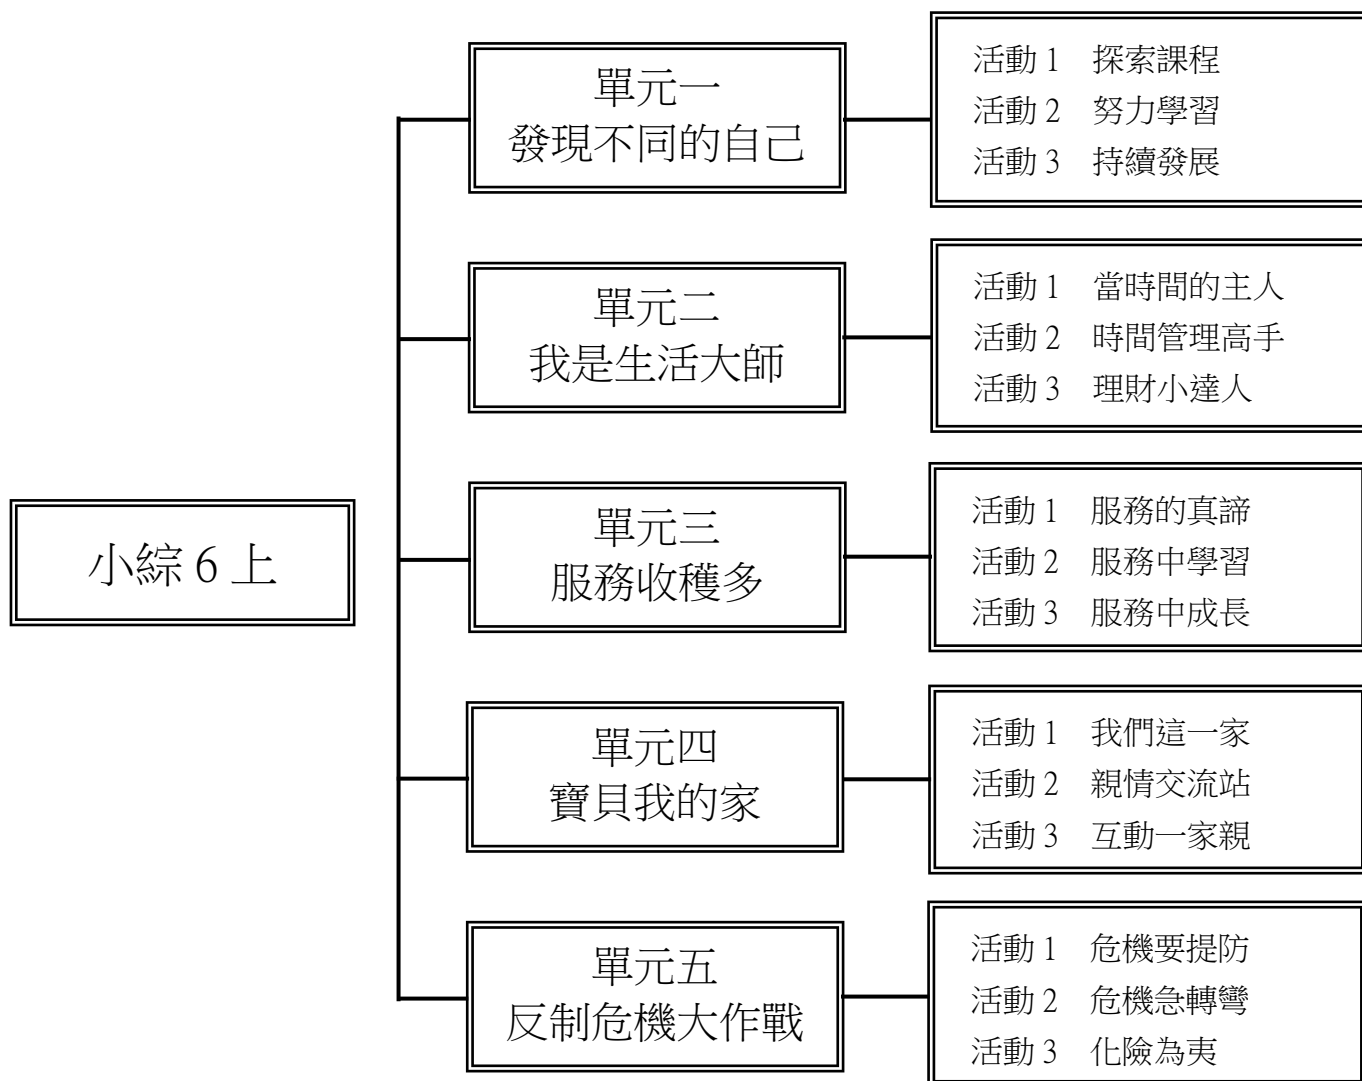 小綜 6 上
單元一
發現不同的自己
活動 1　探索課程
活動 2　努力學習
活動 3　持續發展
單元二
我是生活大師
活動 1　當時間的主人
活動 2　時間管理高手
活動 3　理財小達人
單元三
服務收穫多
活動 1　服務的真諦
活動 2　服務中學習
活動 3　服務中成長
單元四
寶貝我的家
活動 1　我們這一家
活動 2　親情交流站
活動 3　互動一家親
單元五
反制危機大作戰
活動 1　危機要提防
活動 2　危機急轉彎
活動 3　化險為夷